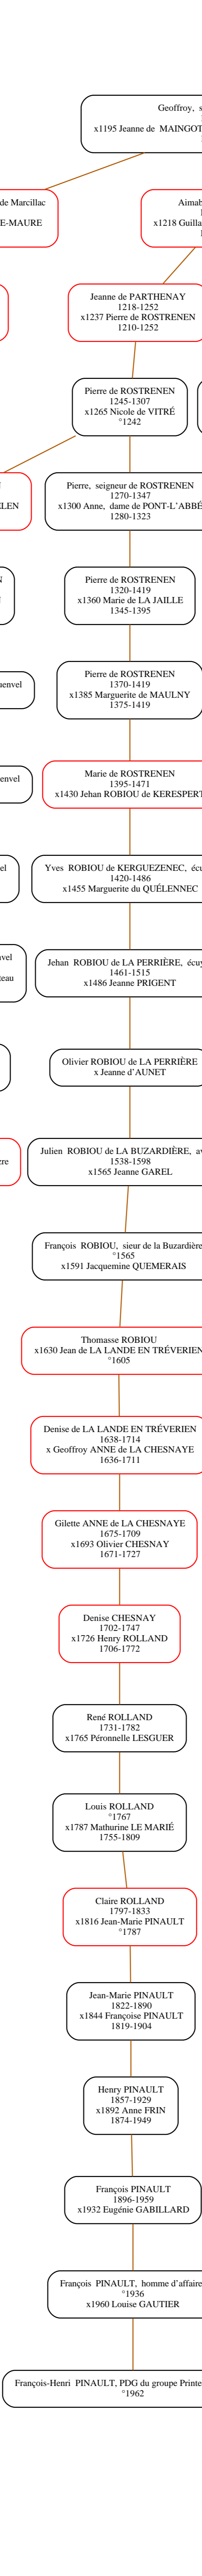 Geoffroy, s
1
x1195 Jeanne de  MAINGOT
1
de Marcillac
E-MAURE
Aimab
1
x1218 Guilla
1
Jeanne de PARTHENAY
1218-1252
x1237 Pierre de ROSTRENEN
1210-1252
Pierre de ROSTRENEN
1245-1307
x1265 Nicole de VITRÉ
°1242
ELEN
Pierre,  seigneur de ROSTRENEN
1270-1347
x1300 Anne,  dame de PONT-L'ABBÉ
1280-1323
N
Pierre de ROSTRENEN
1320-1419
x1360 Marie de LA JAILLE
1345-1395
uenvel
Pierre de ROSTRENEN
1370-1419
x1385 Marguerite de MAULNY
1375-1419
envel
Marie de ROSTRENEN
1395-1471
x1430 Jehan ROBIOU de KERESPERT
el
Yves  ROBIOU de KERGUEZENEC, écu
1420-1486
x1455 Marguerite du QUÉLENNEC
vel
teau
Jehan  ROBIOU de LA PERRIÈRE,  écuy
1461-1515
x1486 Jeanne PRIGENT
Olivier ROBIOU de LA PERRIÈRE
x Jeanne d'AUNET
cre
Julien  ROBIOU de LA BUZARDIÈRE,  av
1538-1598
x1565 Jeanne GAREL
François  ROBIOU,  sieur de la Buzardière
°1565
x1591 Jacquemine QUEMERAIS
Thomasse ROBIOU
x1630 Jean de LA LANDE EN TRÉVERIEN
°1605
Denise de LA LANDE EN TRÉVERIEN
1638-1714
x Geoffroy ANNE de LA CHESNAYE
1636-1711
Gilette ANNE de LA CHESNAYE
1675-1709
x1693 Olivier CHESNAY
1671-1727
Denise CHESNAY
1702-1747
x1726 Henry ROLLAND
1706-1772
René ROLLAND
1731-1782
x1765 Péronnelle LESGUER
Louis ROLLAND
°1767
x1787 Mathurine LE MARIÉ
1755-1809
Claire ROLLAND
1797-1833
x1816 Jean-Marie PINAULT
°1787
Jean-Marie PINAULT
1822-1890
x1844 Françoise PINAULT
1819-1904
Henry PINAULT
1857-1929
x1892 Anne FRIN
1874-1949
François PINAULT
1896-1959
x1932 Eugénie GABILLARD
François  PINAULT,  homme d'affaire
°1936
x1960 Louise GAUTIER
François-Henri  PINAULT, PDG du groupe Printe
°1962